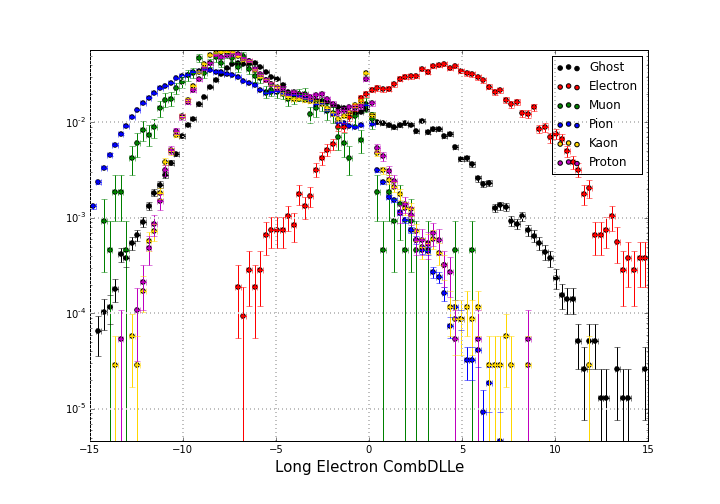 10⁻²
10⁻³
10⁻⁴
10⁻⁵
−15
−10
−5
0
5
10
15
Long Electron CombDLLe
Ghost
Electron
Muon
Pion
Kaon
Proton